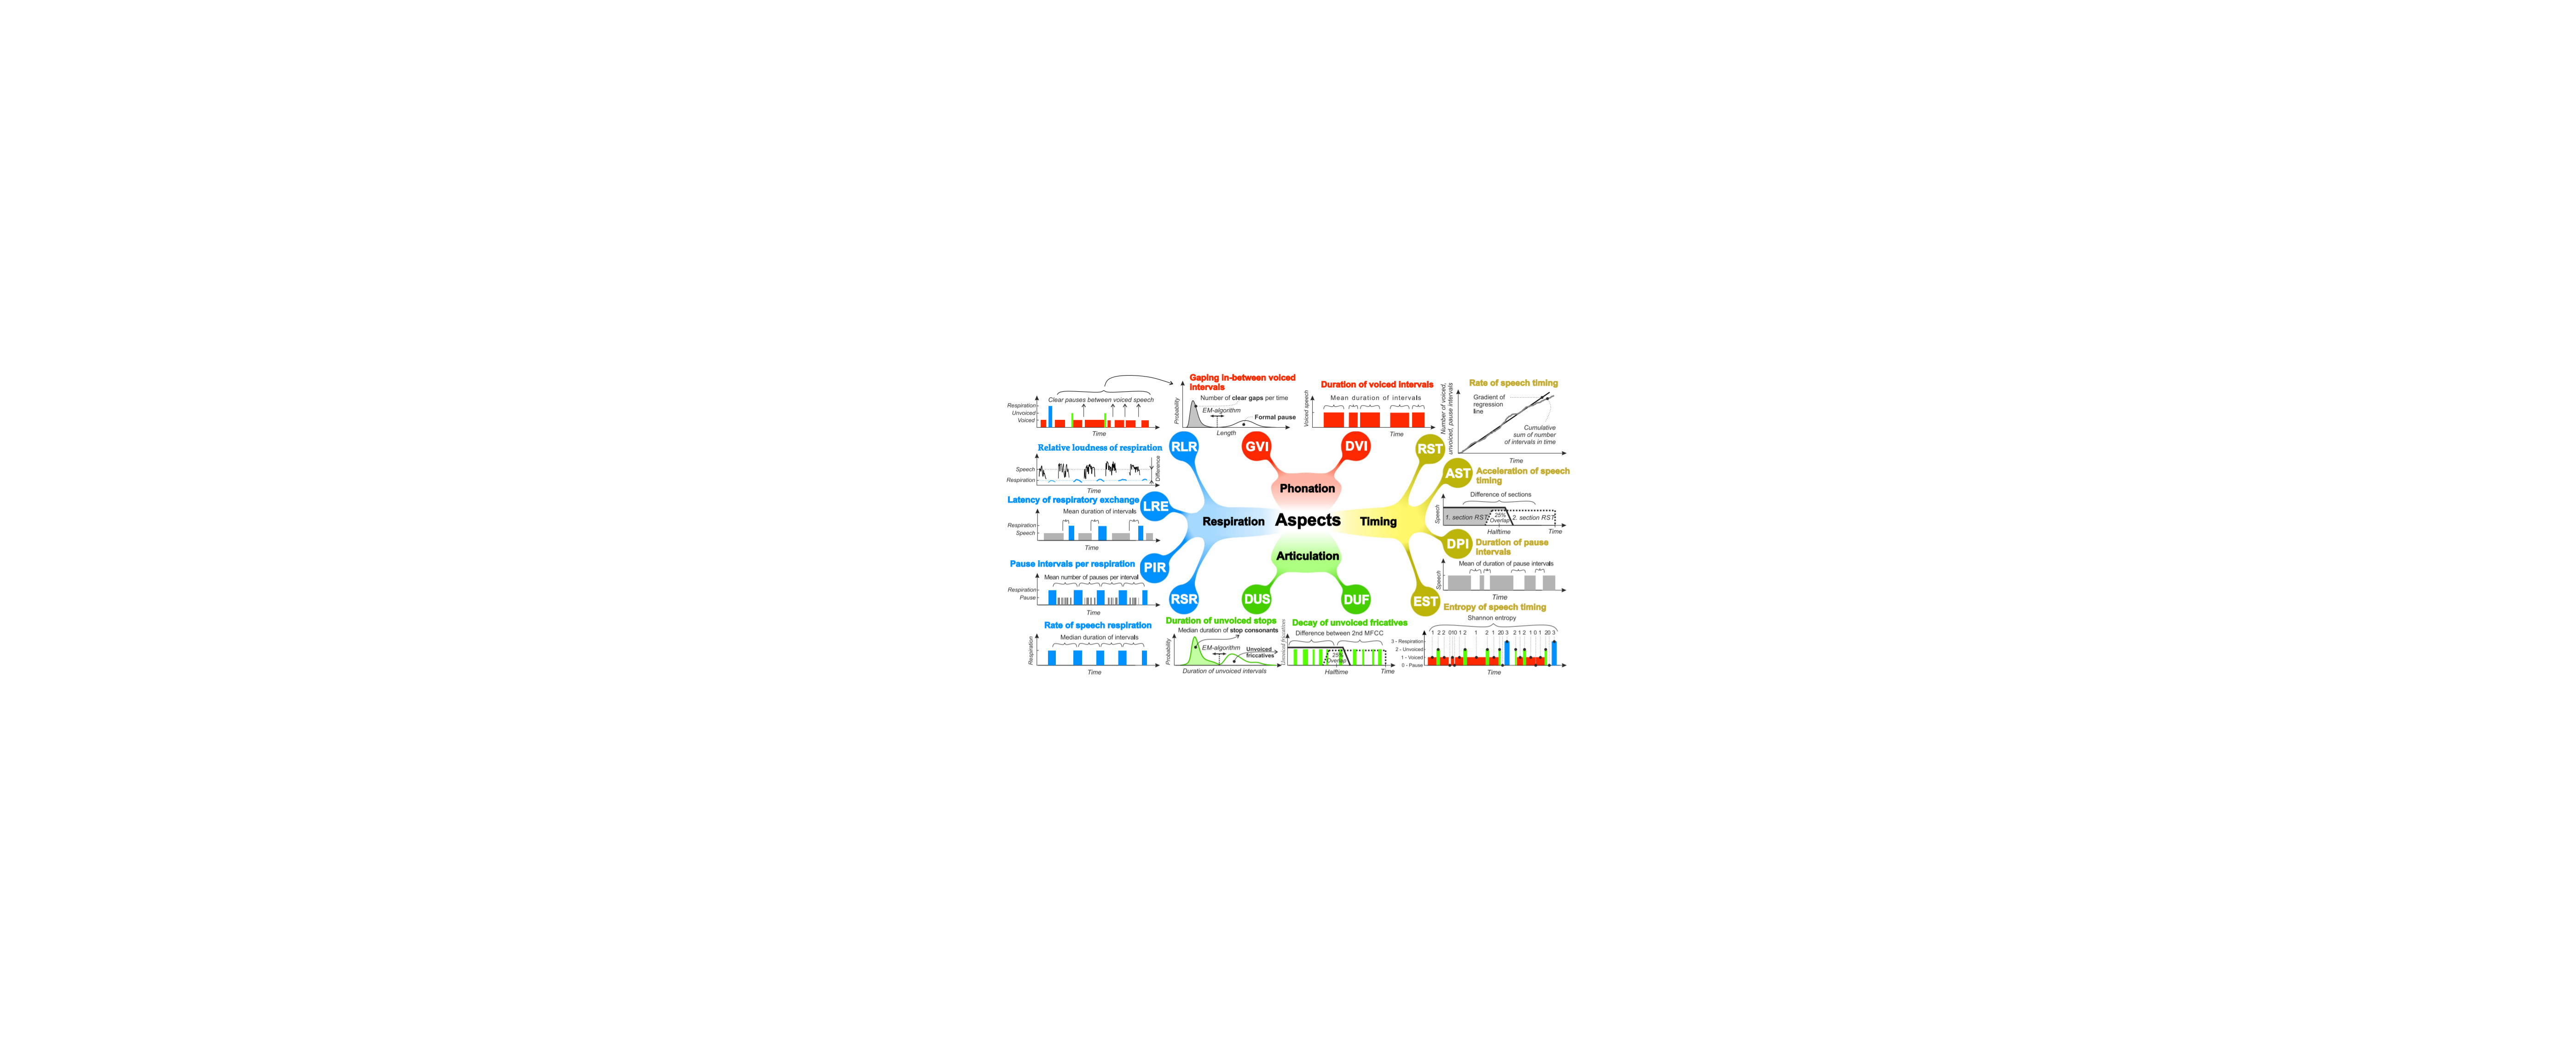 Clear pauses between voiced speech
Respiration
Unvoiced
Voiced
Time
Gaping in-between voiced
intervals
Number of clear gaps per time
EM-algorithm
Formal pause
Probability
Length
Duration of voiced intervals
Mean duration of intervals
Voiced speech
Time
Rate of speech timing
Number of voiced,
unvoiced, pause intervals
Gradient of
regression
line
Cumulative
sum of number
of intervals in time
Time
Relative loudness of respiration
Speech
Respiration
Difference
Time
RLR
GVI
DVI
RST
AST
Acceleration of speech
timing
Difference of sections
Speech
1. section RST
25%
Overlap
2. section RST
Halftime
Time
Latency of respiratory exchange
LRE
Mean duration of intervals
Respiration
Speech
Time
Phonation
Respiration
Aspects
Timing
Articulation
DPI
Duration of pause
intervals
Mean of duration of pause intervals
Speech
Time
Pause intervals per respiration
PIR
Mean number of pauses per interval
Respiration
Pause
Time
RSR
DUS
DUF
EST
Entropy of speech timing
Shannon entropy
1 2 2 010 1 2 1 2 1 20 3 2 1 2 1 0 1 20 3
3 - Respiration
2 - Unvoiced
1 - Voiced
0 - Pause
Time
Rate of speech respiration
Median duration of intervals
Respiration
Time
Duration of unvoiced stops
Median duration of stop consonants
EM-algorithm
Unvoiced
friccatives
Probability
Duration of unvoiced intervals
Decay of unvoiced fricatives
Difference between 2nd MFCC
Unvoiced fricatives
25%
Overlap
Halftime
Time